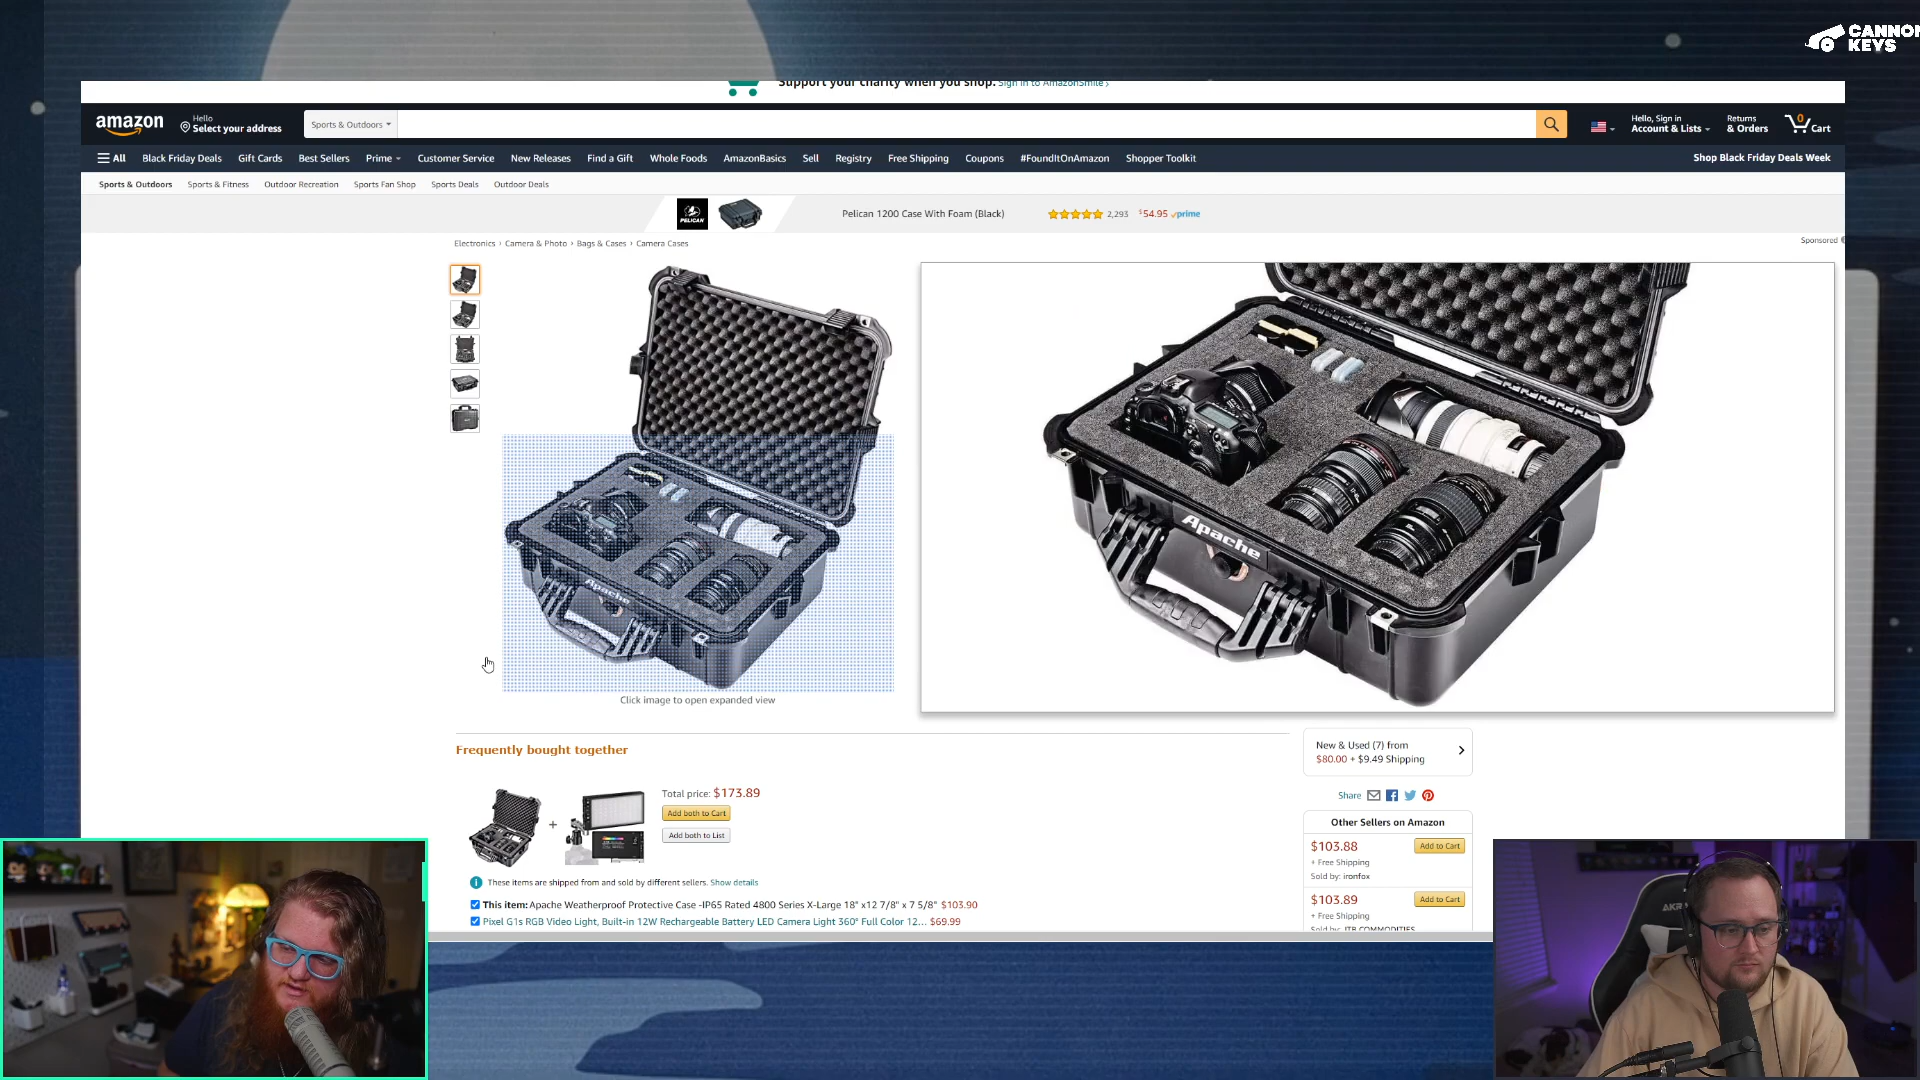 CANNON
KEYS
Support your charity when you shop. Sign in to AmazonSmile ›
amazon
Hello
Select your address
Sports & Outdoors
Hello, Sign in
Account & Lists
Returns
& Orders
0
Cart
All
Black Friday Deals
Gift Cards
Best Sellers
Prime
Customer Service
New Releases
Find a Gift
Whole Foods
AmazonBasics
Sell
Registry
Free Shipping
Coupons
#FoundItOnAmazon
Shopper Toolkit
Shop Black Friday Deals Week
Sports & Outdoors
Sports & Fitness
Outdoor Recreation
Sports Fan Shop
Sports Deals
Outdoor Deals
PELICAN
Pelican 1200 Case With Foam (Black)
2,293
$54.95 prime
Electronics › Camera & Photo › Bags & Cases › Camera Cases
Sponsored
Apache
Apache
Click image to open expanded view
Frequently bought together
Total price: $173.89
Add both to Cart
Add both to List
+
These items are shipped from and sold by different sellers. Show details
This item: Apache Weatherproof Protective Case -IP65 Rated 4800 Series X-Large 18" x12 7/8" x 7 5/8" $103.90
Pixel G1s RGB Video Light, Built-in 12W Rechargeable Battery LED Camera Light 360° Full Color 12... $69.99
New & Used (7) from
$80.00 + $9.49 Shipping
Share
Other Sellers on Amazon
$103.88
Add to Cart
+ Free Shipping
Sold by: ironfox
$103.89
Add to Cart
+ Free Shipping
Sold by: JTB COMMODITIES